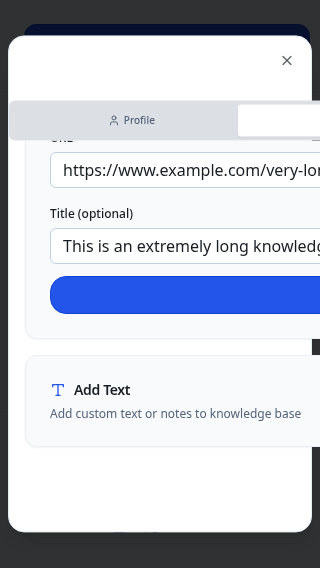 Profile
URL
https://www.example.com/very-lon
Title (optional)
This is an extremely long knowledg
Add Text
Add custom text or notes to knowledge base